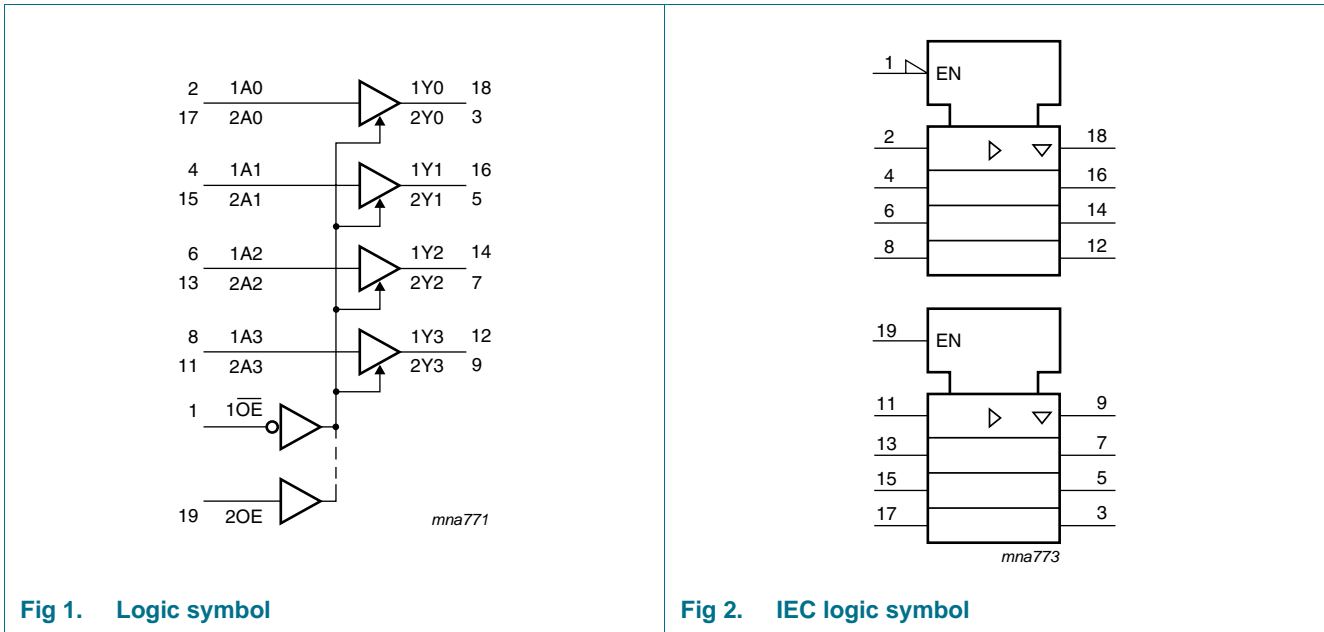 2 1A0 1Y0 18
17 2A0 2Y0 3
4 1A1 1Y1 16
15 2A1 2Y1 5
6 1A2 1Y2 14
13 2A2 2Y2 7
8 1A3 1Y3 12
11 2A3 2Y3 9
1 1O̅E̅
19 2OE
mna771
Fig 1. Logic symbol
1 EN
2 18
4 16
6 14
8 12
19 EN
11 9
13 7
15 5
17 3
mna773
Fig 2. IEC logic symbol